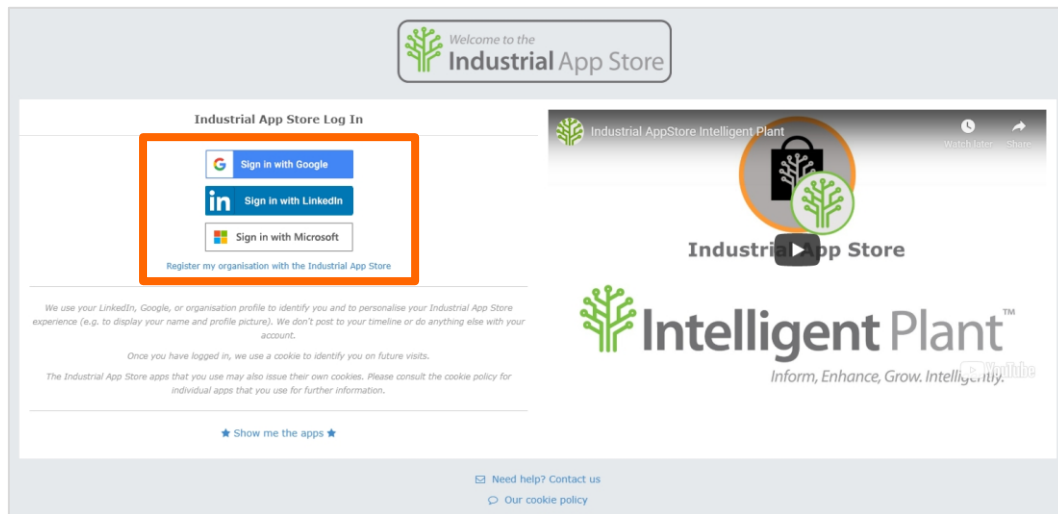 Welcome to the
Industrial App Store
Industrial App Store Log In
Sign in with Google
in Sign in with LinkedIn
Sign in with Microsoft
Register my organisation with the Industrial App Store
We use your LinkedIn, Google, or organisation profile to identify you and to personalise your Industrial App Store
experience (e.g. to display your name and profile picture). We don't post to your timeline or do anything else with your
account.
Once you have logged in, we use a cookie to identify you on future visits.
The Industrial App Store apps that you use may also issue their own cookies. Please consult the cookie policy for
individual apps that you use for further information.
★ Show me the apps ★
Industrial AppStore Intelligent Plant
Watch later Share
Industrial App Store
Intelligent Plant™
Inform, Enhance, Grow. Intelligently.
YouTube
Need help? Contact us
Our cookie policy